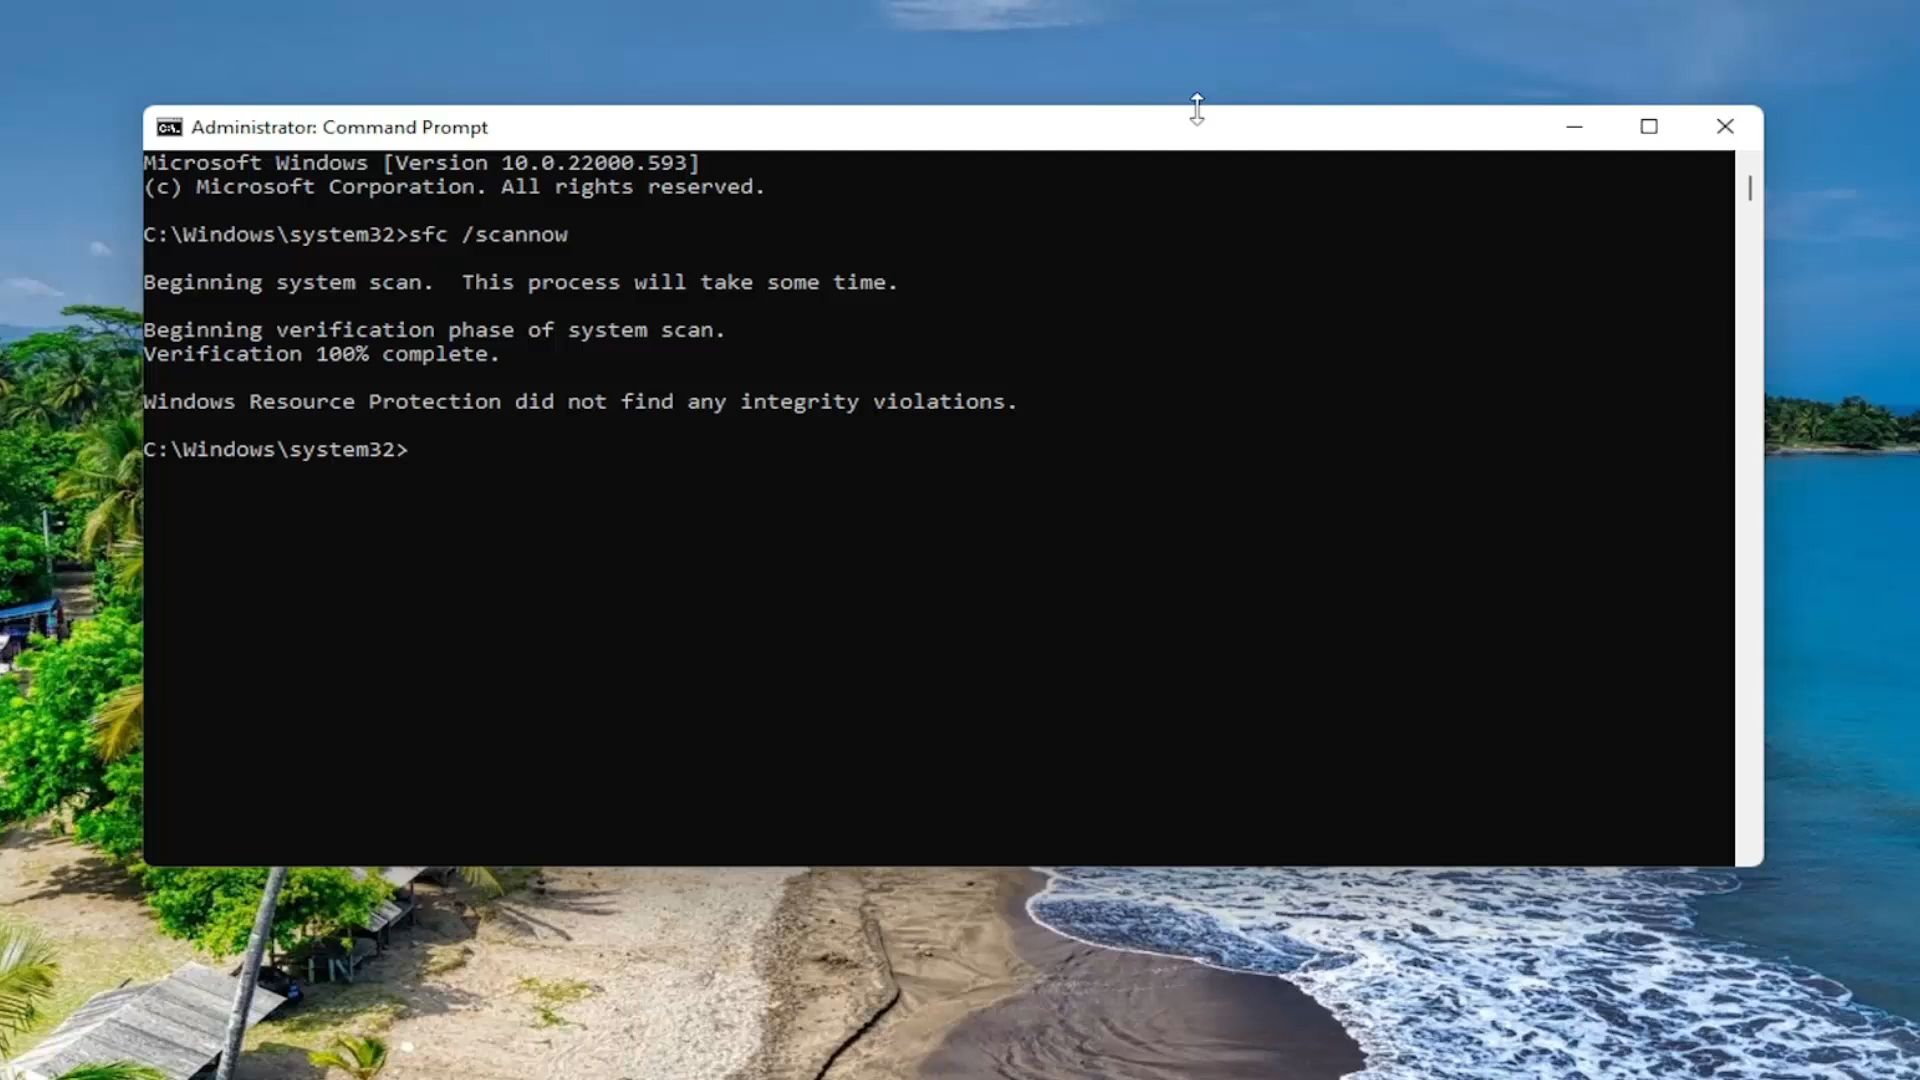 Administrator: Command Prompt
Microsoft Windows [Version 10.0.22000.593]
(c) Microsoft Corporation. All rights reserved.
C:\Windows\system32>sfc /scannow
Beginning system scan.  This process will take some time.
Beginning verification phase of system scan.
Verification 100% complete.
Windows Resource Protection did not find any integrity violations.
C:\Windows\system32>